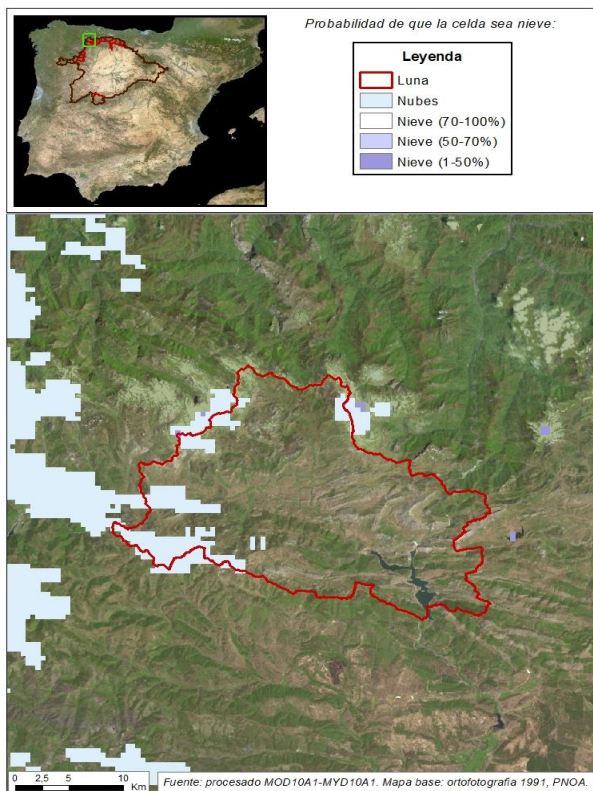 Probabilidad de que la celda sea nieve:
Leyenda
Luna
Nubes
Nieve (70-100%)
Nieve (50-70%)
Nieve (1-50%)
0 2,5 5 10
Km
Fuente: procesado MOD10A1-MYD10A1. Mapa base: ortofotografía 1991, PNOA.